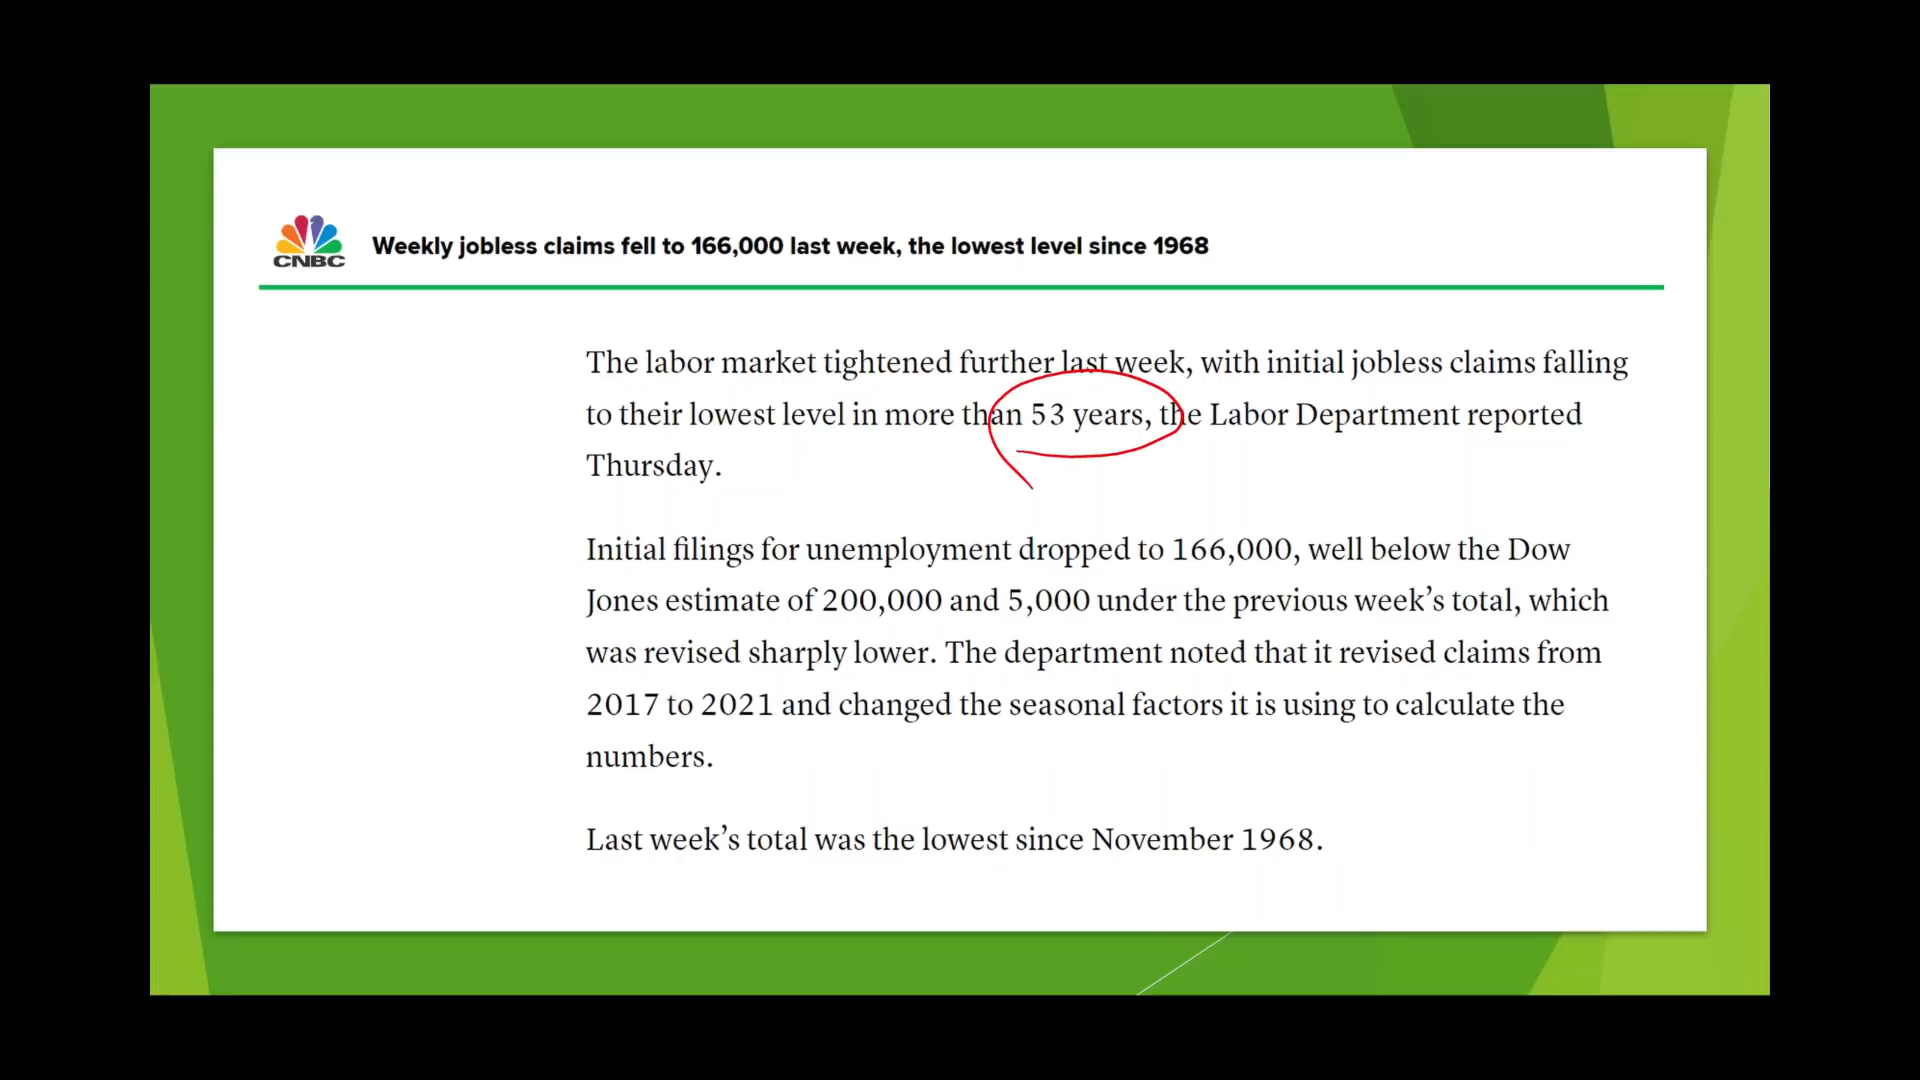 CNBC
Weekly jobless claims fell to 166,000 last week, the lowest level since 1968
The labor market tightened further last week, with initial jobless claims falling
to their lowest level in more than 53 years, the Labor Department reported
Thursday.
Initial filings for unemployment dropped to 166,000, well below the Dow
Jones estimate of 200,000 and 5,000 under the previous week’s total, which
was revised sharply lower. The department noted that it revised claims from
2017 to 2021 and changed the seasonal factors it is using to calculate the
numbers.
Last week’s total was the lowest since November 1968.